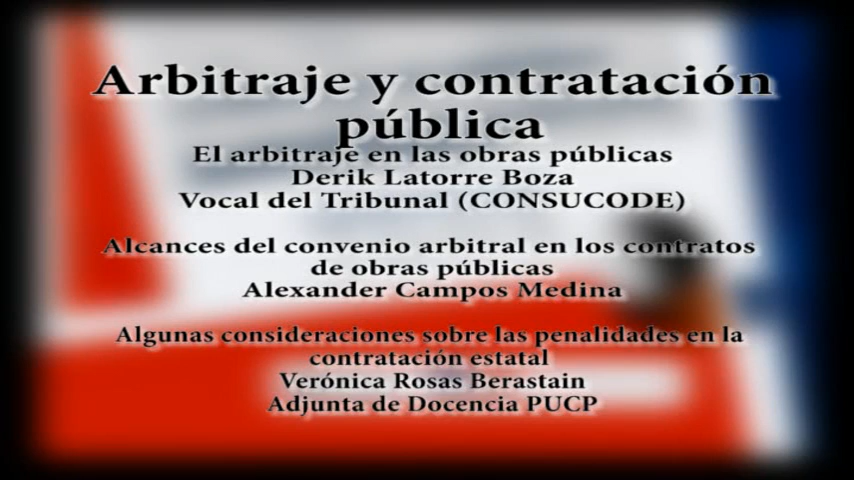 Arbitraje y contratación
pública
El arbitraje en las obras públicas
Derik Latorre Boza
Vocal del Tribunal (CONSUCODE)
Alcances del convenio arbitral en los contratos
de obras públicas
Alexander Campos Medina
Algunas consideraciones sobre las penalidades en la
contratación estatal
Verónica Rosas Berastain
Adjunta de Docencia PUCP